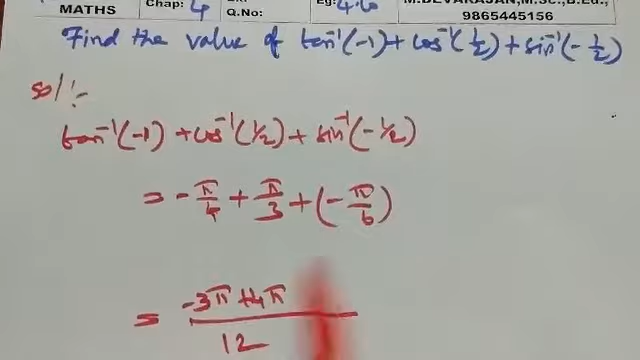 MATHS Chap: 4 Q.No: Eg: 4.6 M.DEVARAJAN,M.Sc.,B.Ed.,
9865445156
Find the value of tan⁻¹(-1)+cos⁻¹(1/2)+sin⁻¹(-1/2)
sol:-
tan⁻¹(-1)+cos⁻¹(1/2)+sin⁻¹(-1/2)
= -π/4 + π/3 + (-π/6)
= (-3π+4π)/12